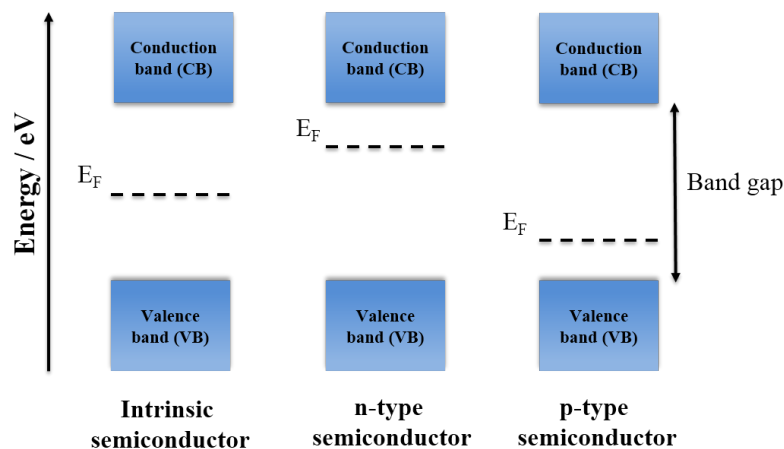 Energy / eV
Conduction
band (CB)
Conduction
band (CB)
Conduction
band (CB)
E_F
E_F
E_F
Band gap
Valence
band (VB)
Valence
band (VB)
Valence
band (VB)
Intrinsic
semiconductor
n-type
semiconductor
p-type
semiconductor